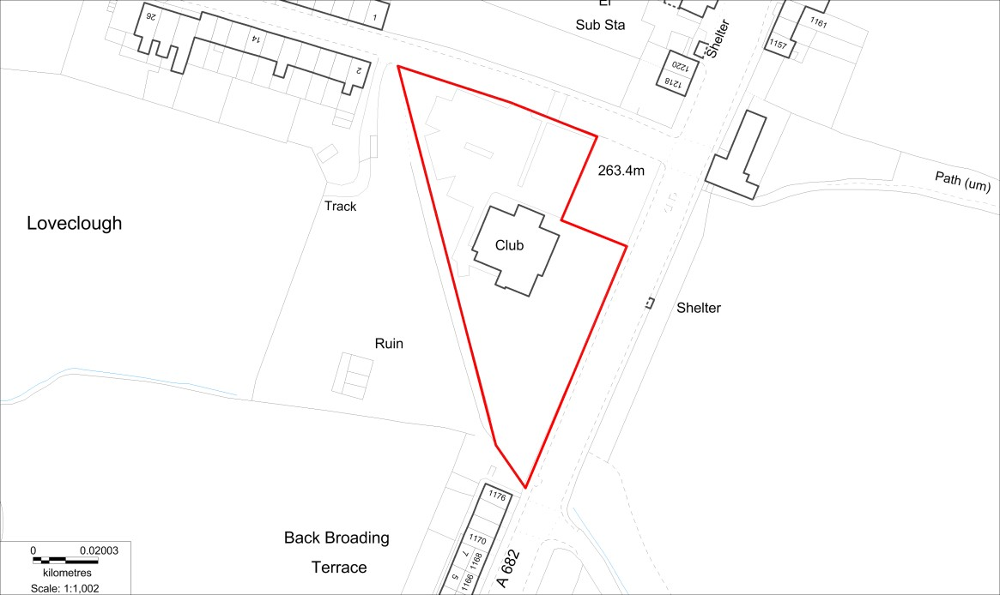 El
Sub Sta
Shelter
1161
1157
1220
1218
26
14
2
1
263.4m
Path (um)
Track
Loveclough
Club
Shelter
Ruin
1176
1170
7
1168
5
1166
Back Broading
Terrace
A 682
0 0.02003
kilometres
Scale: 1:1,002